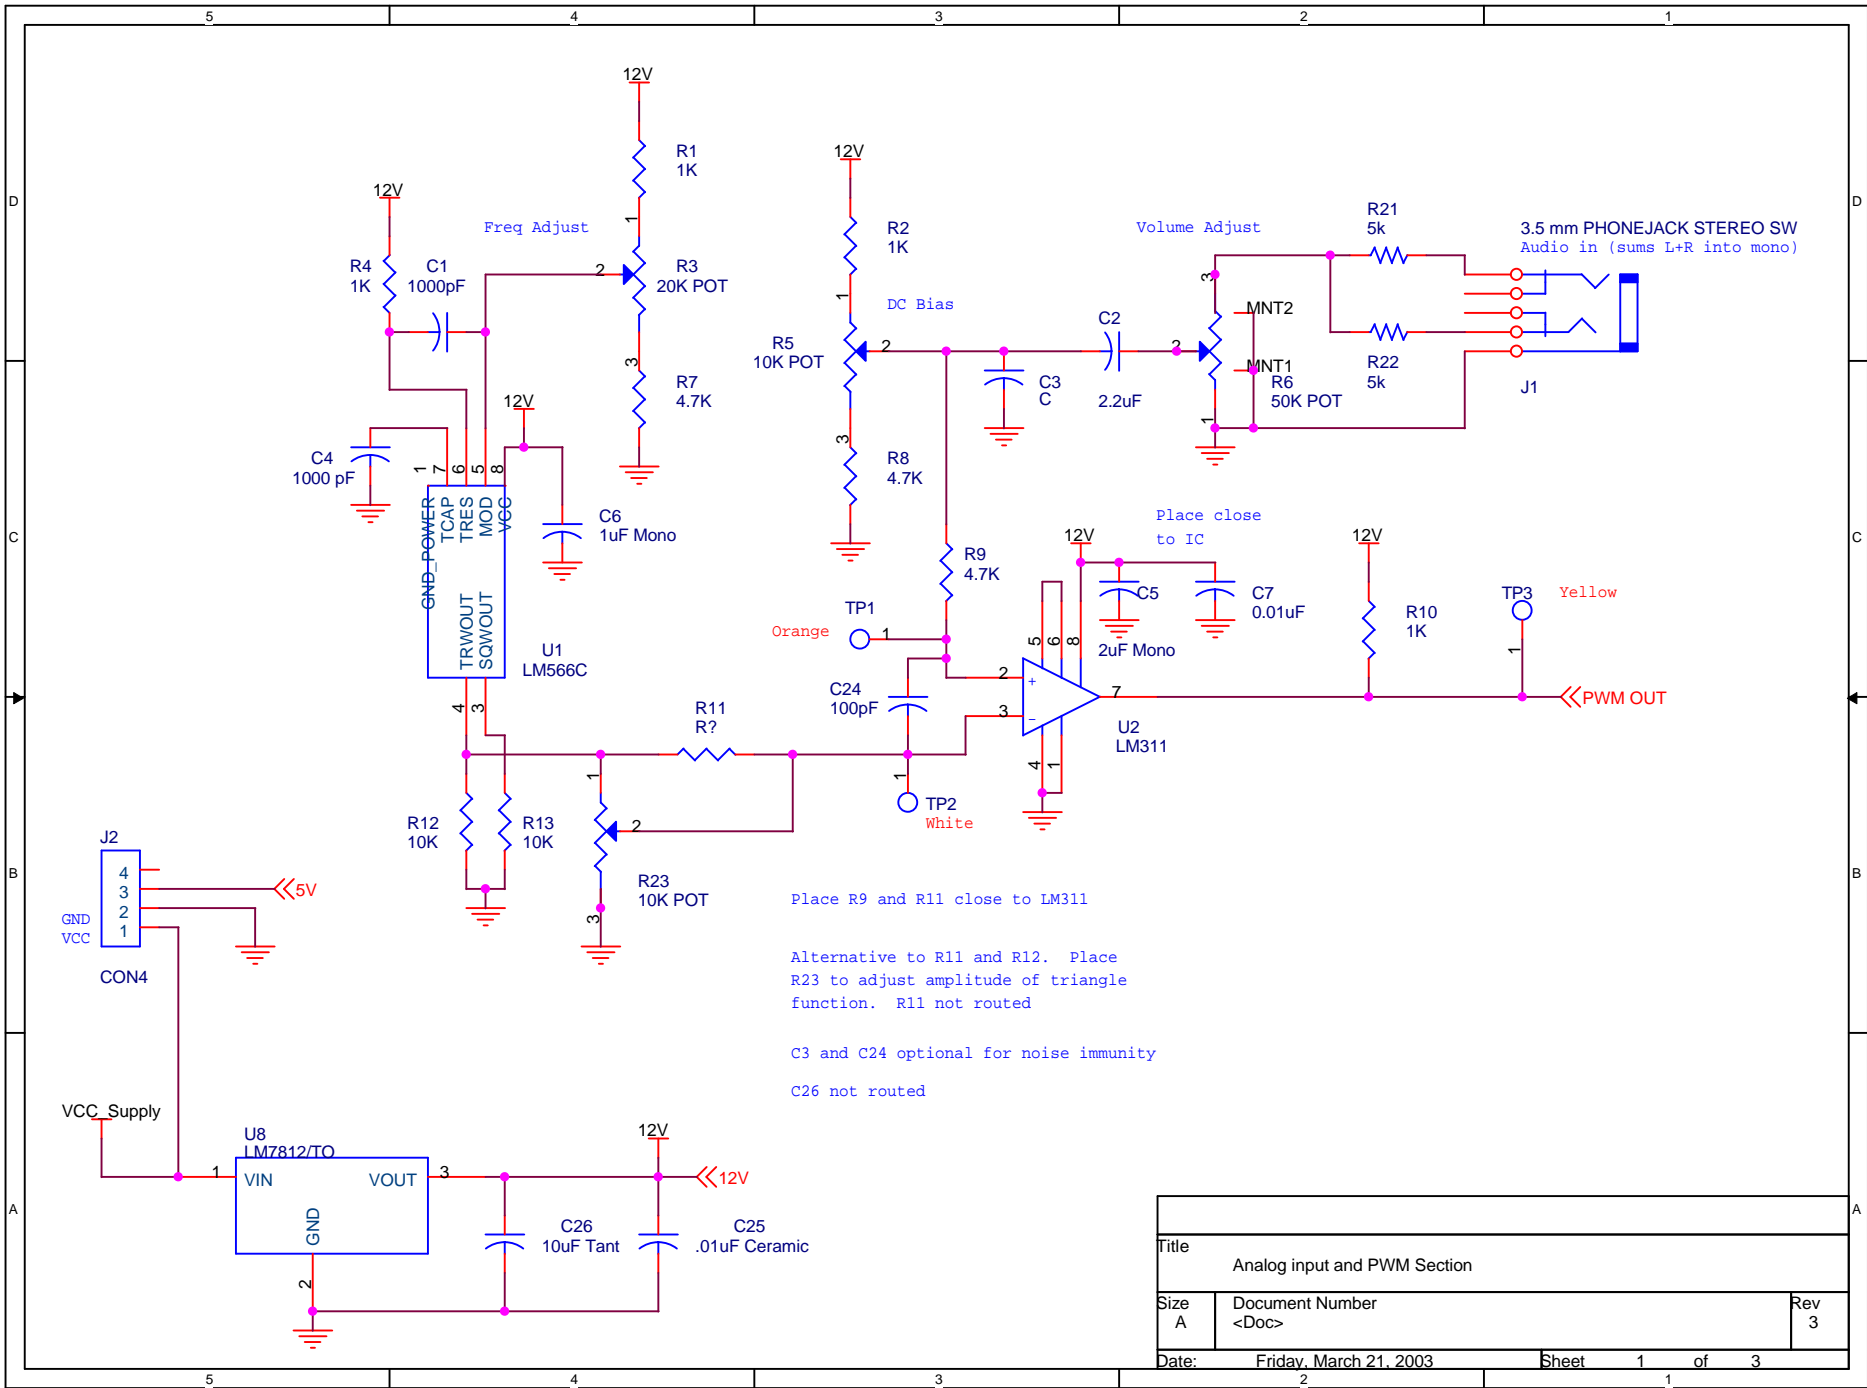 5 4 3 2 1
D D
C C
B B
A A
12V
R1
1K
1
Freq Adjust
2
R3
20K POT
3
R7
4.7K
12V
R4
1K
C1
1000pF
12V
C4
1000 pF
1 7 6 5 8
GND_POWER
TCAP
TRES
MOD
VCC
TRWOUT
SQWOUT
4 3
U1
LM566C
C6
1uF Mono
12V
R2
1K
1
DC Bias
R5
10K POT
2
3
R8
4.7K
C3
C
C2
2.2uF
Volume Adjust
3
2
1
MNT2
MNT1
R6
50K POT
R21
5k
R22
5k
3.5 mm PHONEJACK STEREO SW
Audio in (sums L+R into mono)
J1
R9
4.7K
TP1
1
Orange
C24
100pF
Place close
to IC
12V
C5
2uF Mono
C7
0.01uF
5 6 8
2
+
3
-
7
4 1
U2
LM311
12V
R10
1K
TP3
Yellow
1
PWM OUT
R11
R?
1
TP2
White
R12
10K
R13
10K
1
2
R23
10K POT
3
J2
4
3
2
1
5V
GND
VCC
CON4
Place R9 and R11 close to LM311
Alternative to R11 and R12. Place
R23 to adjust amplitude of triangle
function. R11 not routed
C3 and C24 optional for noise immunity
C26 not routed
VCC_Supply
U8
LM7812/TO
1
VIN
VOUT
3
GND
2
12V
12V
C26
10uF Tant
C25
.01uF Ceramic
Title
Analog input and PWM Section
Size
A
Document Number
<Doc>
Rev
3
Date: Friday, March 21, 2003 Sheet 1 of 3
5 4 3 2 1